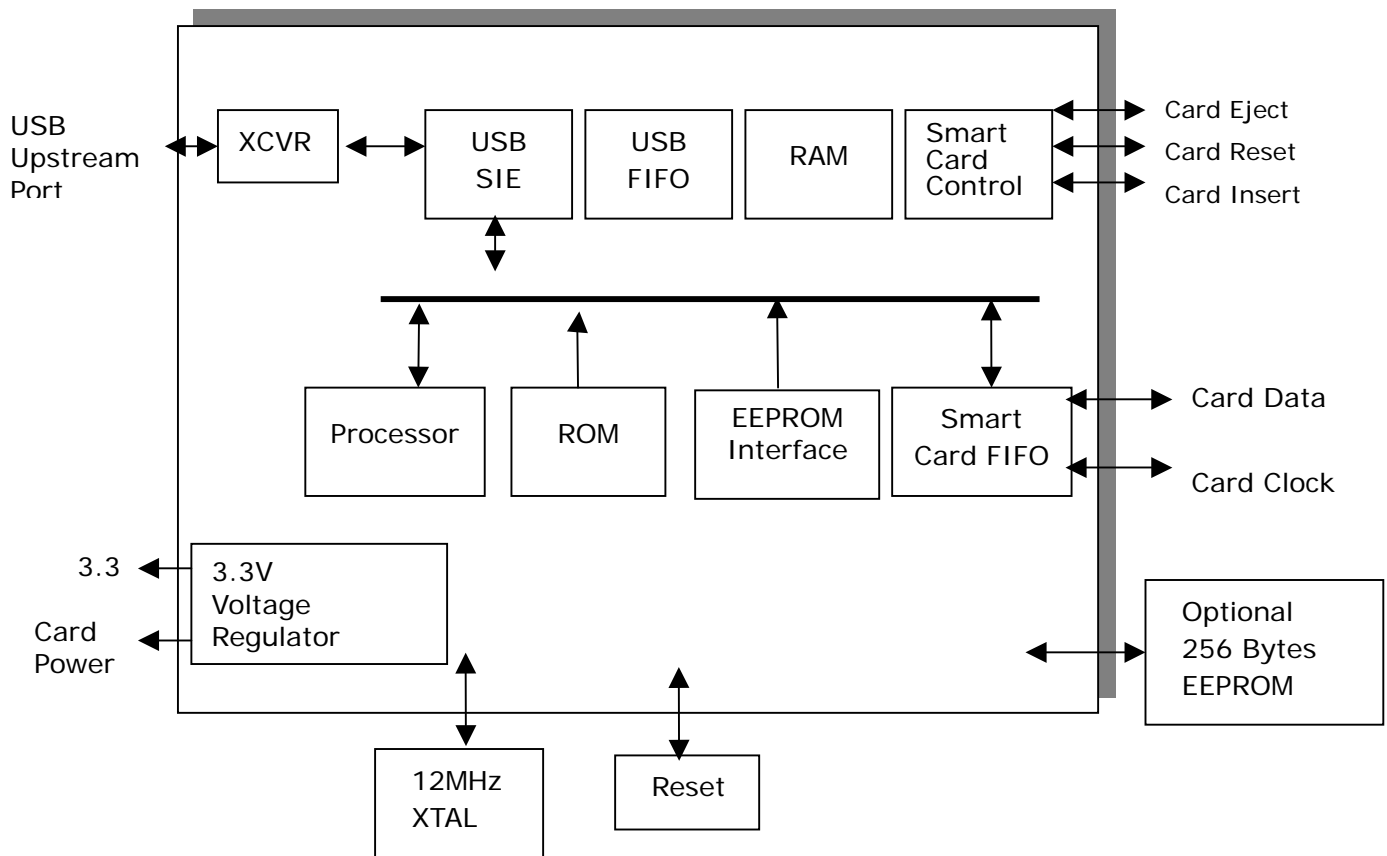 USB
Upstream
Port
XCVR
USB
SIE
USB
FIFO
RAM
Smart
Card
Control
Card Eject
Card Reset
Card Insert
Processor
ROM
EEPROM
Interface
Smart
Card FIFO
Card Data
Card Clock
3.3
Card
Power
3.3V
Voltage
Regulator
Optional
256 Bytes
EEPROM
12MHz
XTAL
Reset